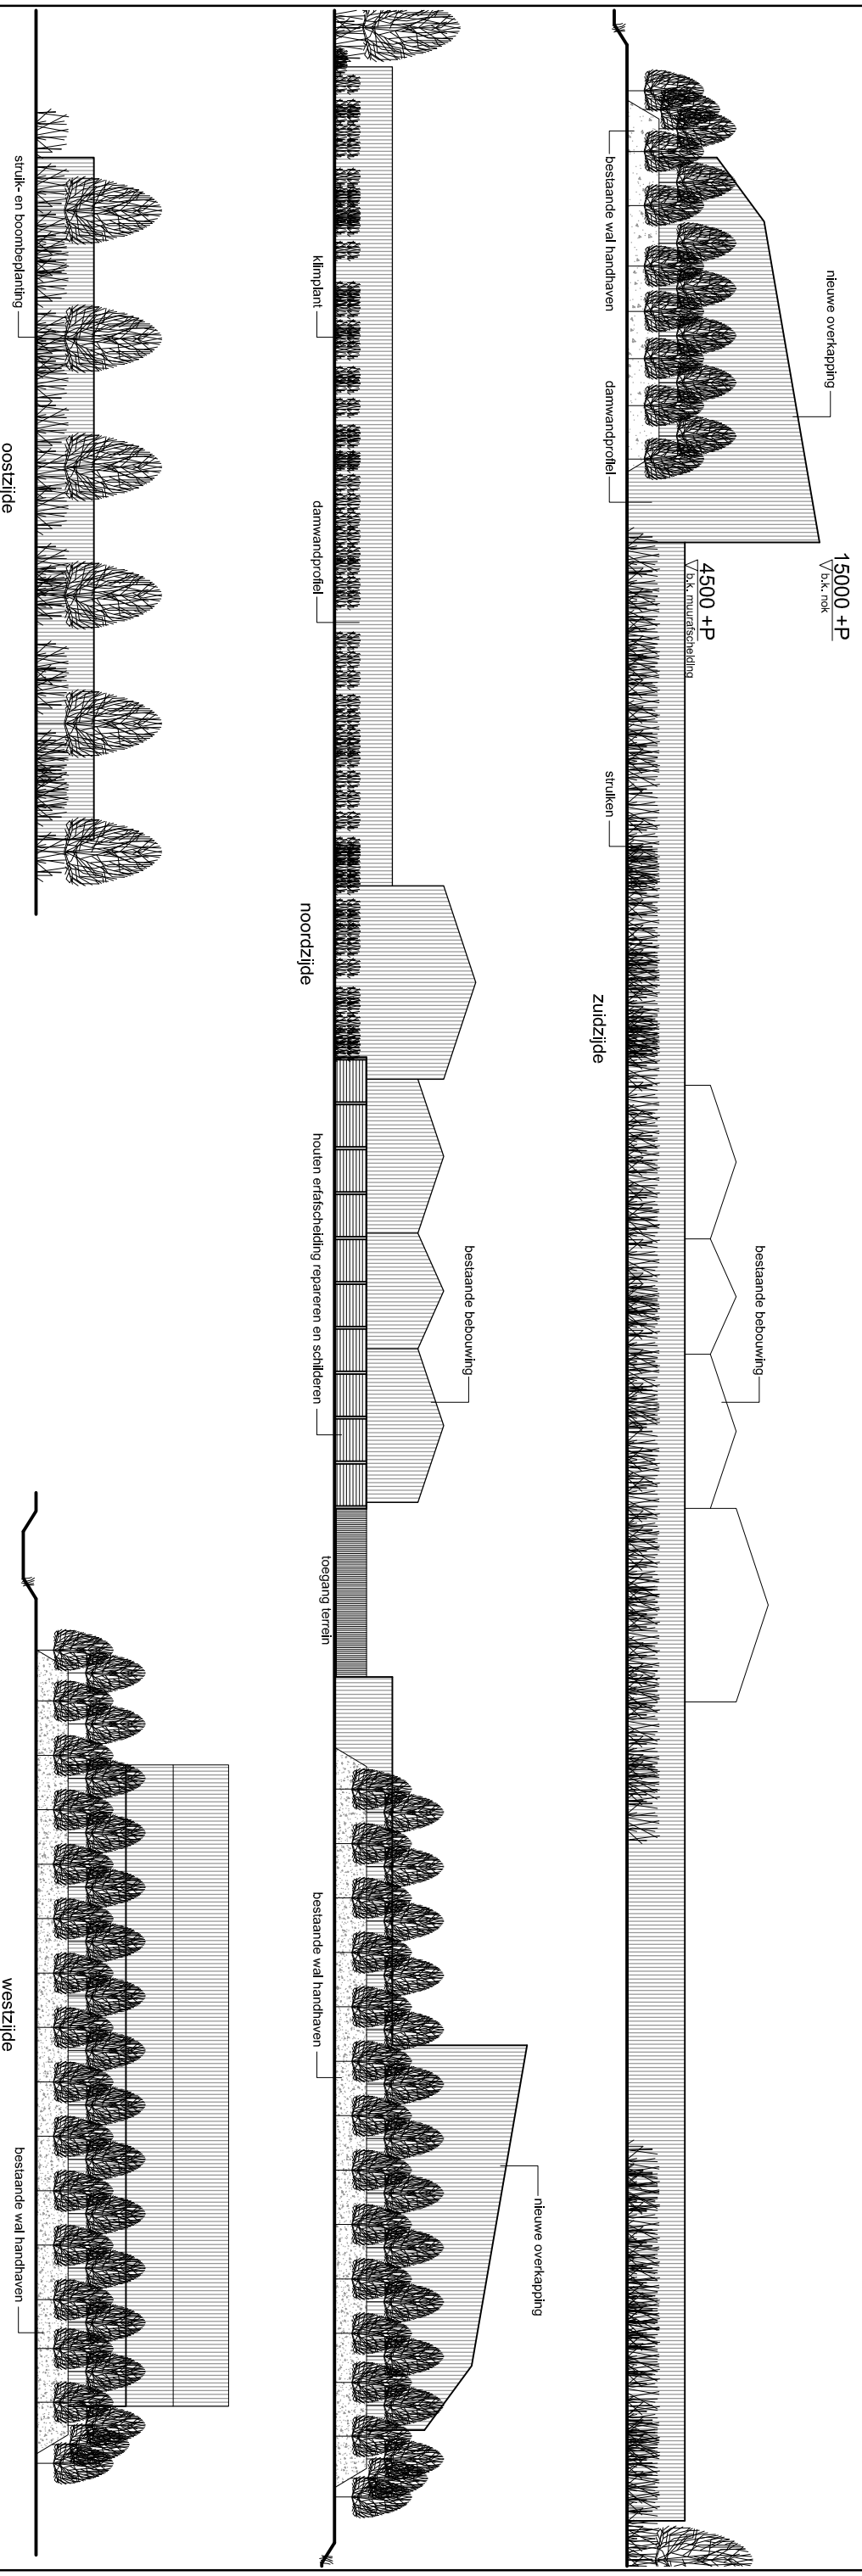 nieuwe overkapping
15000 +P
b.k. nok
4500 +P
b.k. muurafscheiding
bestaande wal handhaven
damwandprofiel
struiken
bestaande bebouwing
zuidzijde
klimplant
damwandprofiel
noordzijde
houten erfafscheiding repareren en schilderen
bestaande bebouwing
toegang terrein
bestaande wal handhaven
nieuwe overkapping
struik- en boombeplanting
oostzijde
westzijde
bestaande wal handhaven